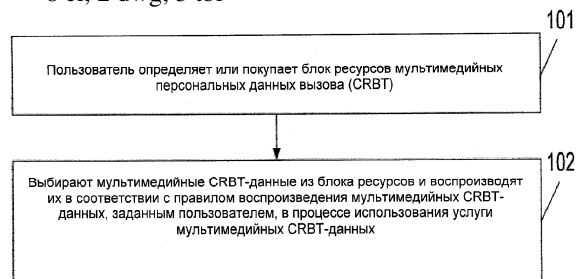 101
Пользователь определяет или покупает блок ресурсов мультимедийных
персональных данных вызова (CRBT)
102
Выбирают мультимедийные CRBT-данные из блока ресурсов и воспроизводят
их в соответствии с правилом воспроизведения мультимедийных CRBT-
данных, заданным пользователем, в процессе использования услуги
мультимедийных CRBT-данных